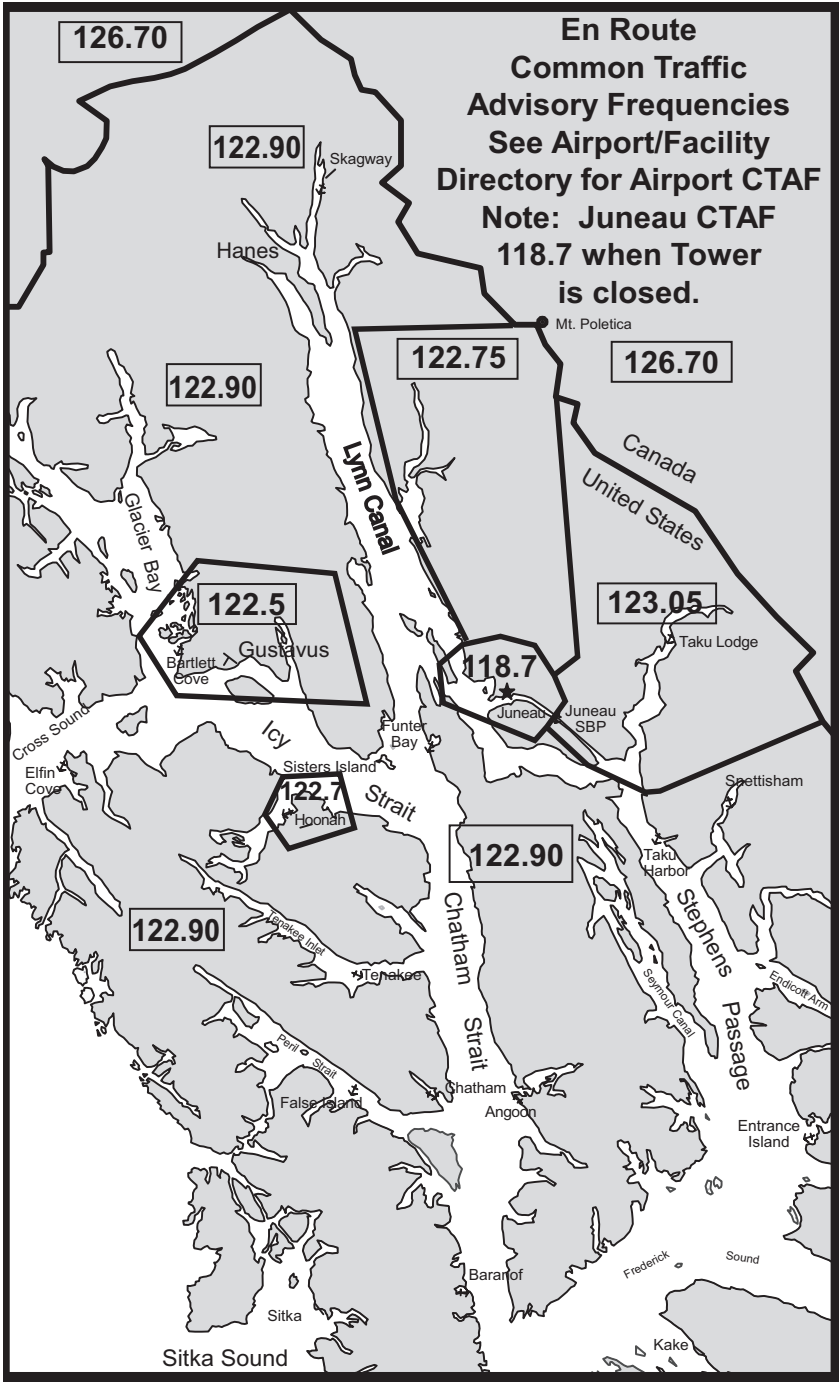 126.70
En Route
Common Traffic
Advisory Frequencies
See Airport/Facility
Directory for Airport CTAF
Note: Juneau CTAF
118.7 when Tower
is closed.
122.90
Skagway
Hanes
Mt. Poletica
122.75
126.70
122.90
Canada
United States
Lynn Canal
Glacier Bay
122.5
123.05
Taku Lodge
Gustavus
Bartlett
Cove
118.7
Juneau
Juneau
SBP
Cross Sound
Icy
Strait
Funter
Bay
Sisters Island
Elfin
Cove
122.7
Hoonah
Snettisham
122.90
Taku
Harbor
122.90
Tenakee Inlet
Tenakee
Chatham
Strait
Stephens
Passage
Seymour Canal
Endicott Arm
Peril
Strait
False Island
Chatham
Angoon
Entrance
Island
Baranof
Frederick
Sound
Sitka
Sitka Sound
Kake